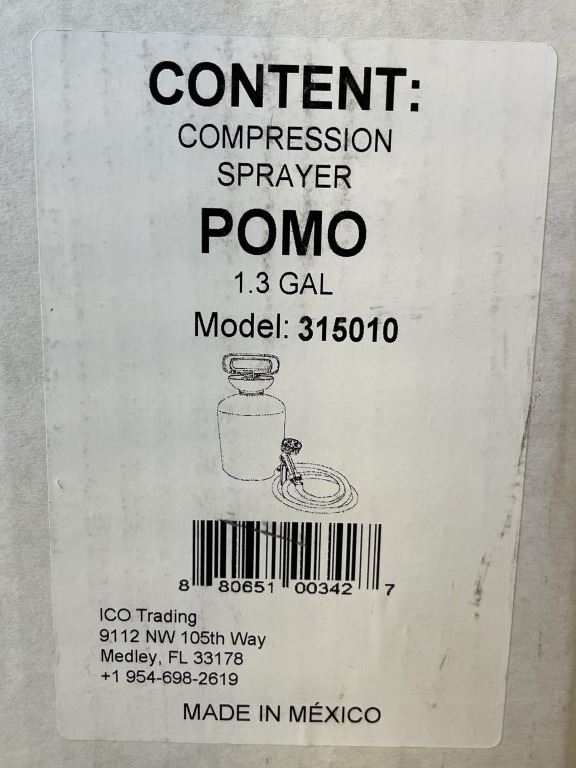 CONTENT:
COMPRESSION
SPRAYER
POMO
1.3 GAL
Model: 315010
8 80651 00342 7
ICO Trading
9112 NW 105th Way
Medley, FL 33178
+1 954-698-2619
MADE IN MÉXICO